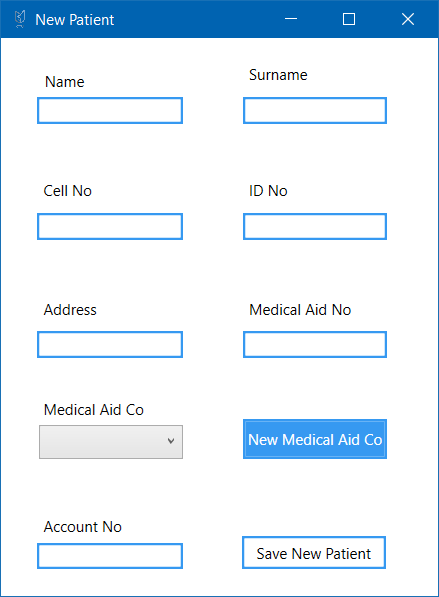 New Patient
Name
Surname
Cell No
ID No
Address
Medical Aid No
Medical Aid Co
New Medical Aid Co
Account No
Save New Patient